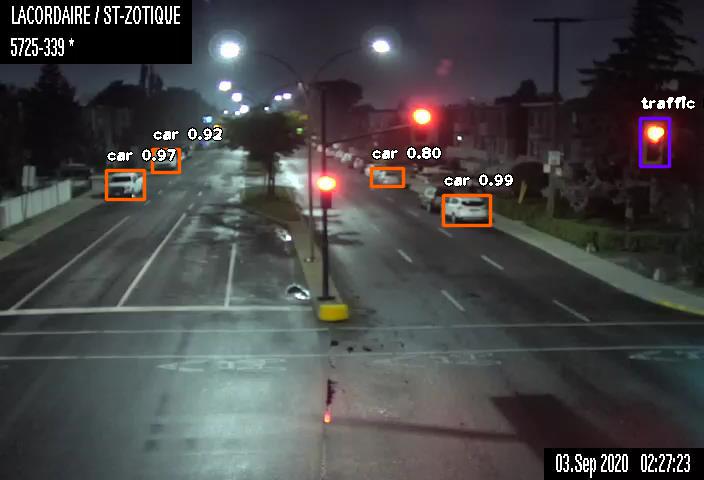 LACORDAIRE / ST-ZOTIQUE
5725-339 *
car 0.92
car 0.97
car 0.80
car 0.99
traffic
03.Sep 2020 02:27:23